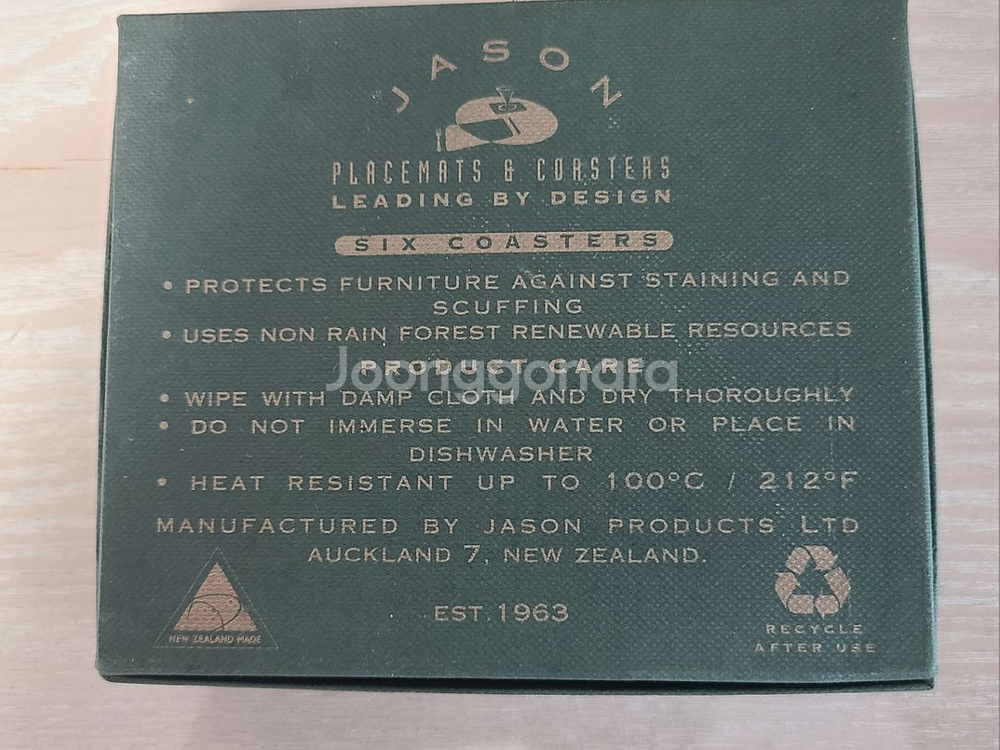 JASON
PLACEMATS & COASTERS
LEADING BY DESIGN
SIX COASTERS
• PROTECTS FURNITURE AGAINST STAINING AND
SCUFFING
• USES NON RAIN FOREST RENEWABLE RESOURCES
PRODUCT CARE
Joonggonara
• WIPE WITH DAMP CLOTH AND DRY THOROUGHLY
• DO NOT IMMERSE IN WATER OR PLACE IN
DISHWASHER
• HEAT RESISTANT UP TO 100°C / 212°F
MANUFACTURED BY JASON PRODUCTS LTD
AUCKLAND 7, NEW ZEALAND.
EST. 1963
NEW ZEALAND MADE
RECYCLE
AFTER USE